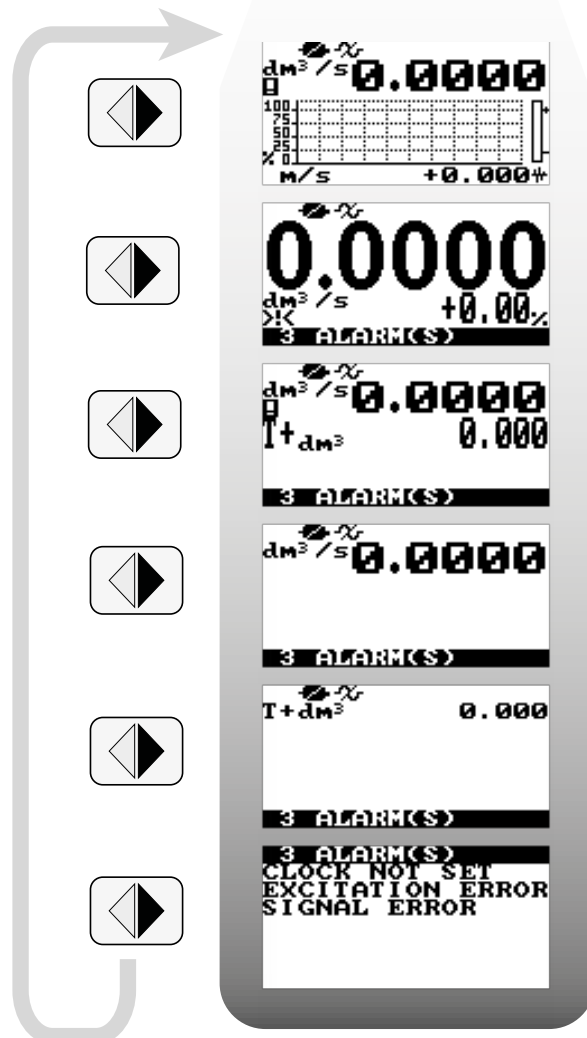 dm³/s 0.0000
100
75
50
25
% 0
m/s +0.000
0.0000
dm³/s +0.00%
>!<
3 ALARM(S)
dm³/s 0.0000
T+dm³ 0.000
3 ALARM(S)
dm³/s 0.0000
3 ALARM(S)
T+dm³ 0.000
3 ALARM(S)
3 ALARM(S)
CLOCK NOT SET
EXCITATION ERROR
SIGNAL ERROR